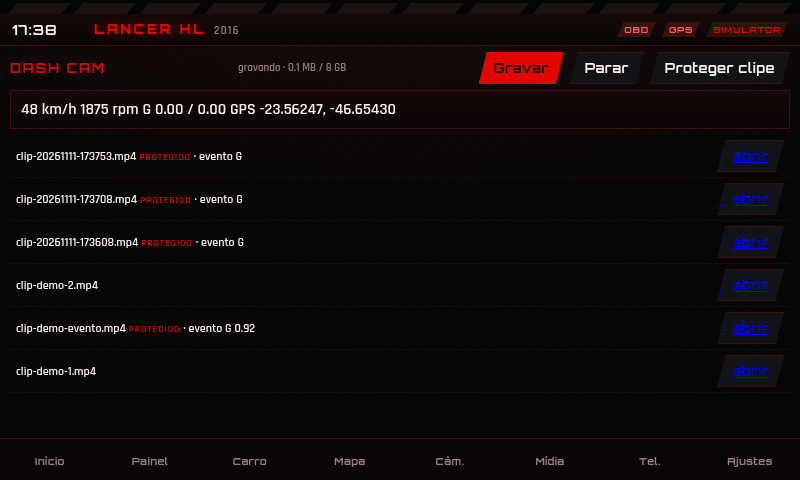 17:38 LANCER HL 2016 OBD GPS SIMULATOR
DASH CAM gravando · 0.1 MB / 8 GB Gravar Parar Proteger clipe
48 km/h 1875 rpm G 0.00 / 0.00 GPS -23.56247, -46.65430
clip-20261111-173753.mp4 PROTEGIDO · evento G abrir
clip-20261111-173708.mp4 PROTEGIDO · evento G abrir
clip-20261111-173608.mp4 PROTEGIDO · evento G abrir
clip-demo-2.mp4 abrir
clip-demo-evento.mp4 PROTEGIDO · evento G 0.92 abrir
clip-demo-1.mp4 abrir
Início Painel Carro Mapa Câm. Mídia Tel. Ajustes